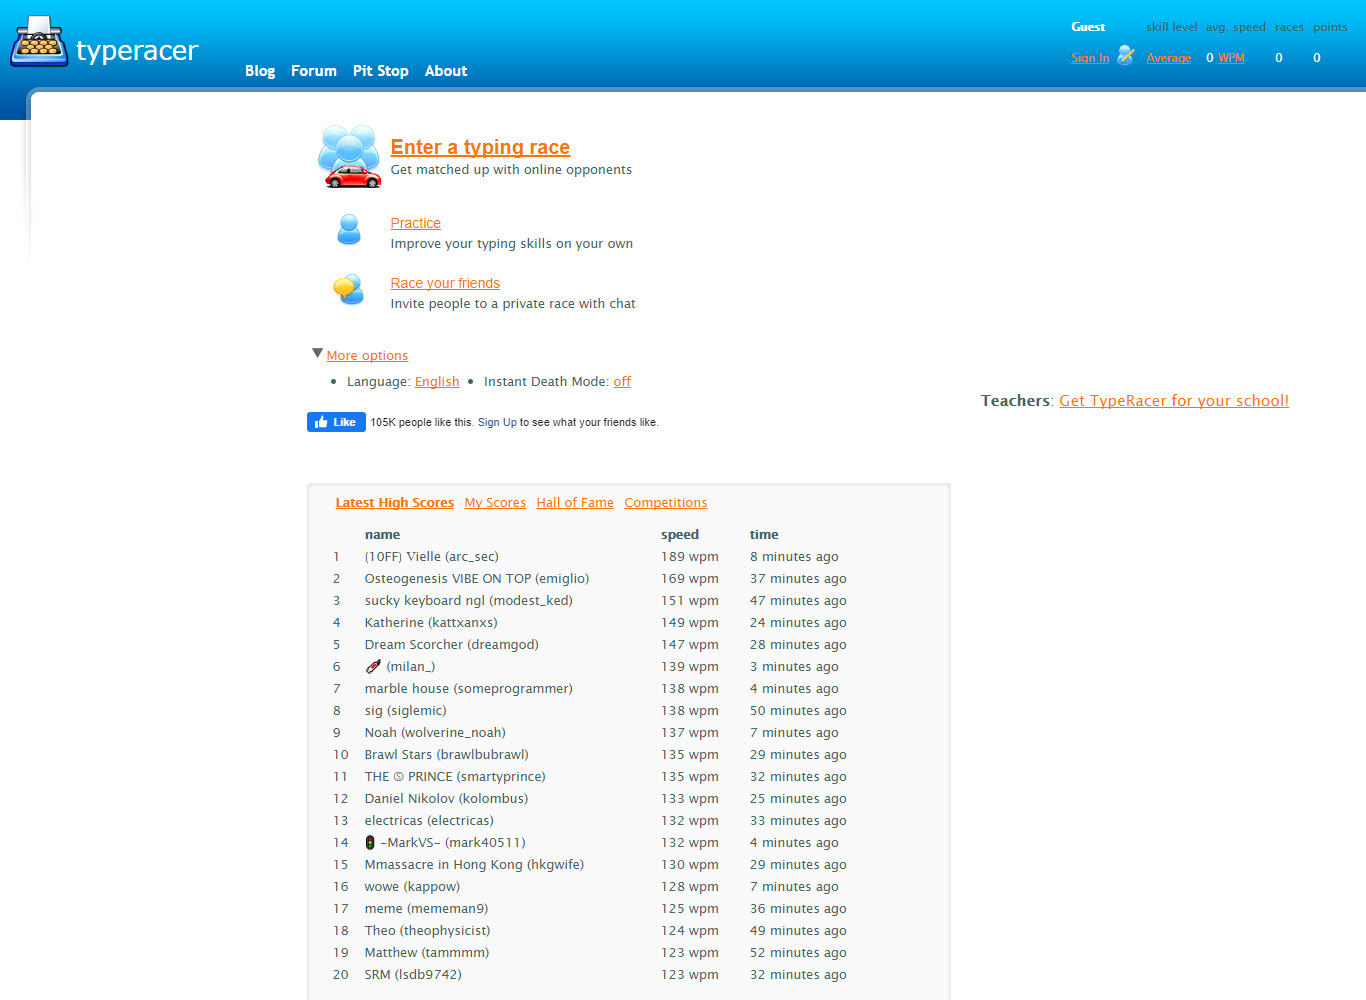 typeracer
Blog Forum Pit Stop About
Guest skill level avg. speed races points
Sign In Average 0 WPM 0 0
Enter a typing race
Get matched up with online opponents
Practice
Improve your typing skills on your own
Race your friends
Invite people to a private race with chat
▼ More options
• Language: English • Instant Death Mode: off
Teachers: Get TypeRacer for your school!
Like 105K people like this. Sign Up to see what your friends like.
Latest High Scores My Scores Hall of Fame Competitions
name speed time
1 (10FF) Vielle (arc_sec) 189 wpm 8 minutes ago
2 Osteogenesis VIBE ON TOP (emiglio) 169 wpm 37 minutes ago
3 sucky keyboard ngl (modest_ked) 151 wpm 47 minutes ago
4 Katherine (kattxanxs) 149 wpm 24 minutes ago
5 Dream Scorcher (dreamgod) 147 wpm 28 minutes ago
6 (milan_) 139 wpm 3 minutes ago
7 marble house (someprogrammer) 138 wpm 4 minutes ago
8 sig (siglemic) 138 wpm 50 minutes ago
9 Noah (wolverine_noah) 137 wpm 7 minutes ago
10 Brawl Stars (brawlbubrawl) 135 wpm 29 minutes ago
11 THE Ⓢ PRINCE (smartyprince) 135 wpm 32 minutes ago
12 Daniel Nikolov (kolombus) 133 wpm 25 minutes ago
13 electricas (electricas) 132 wpm 33 minutes ago
14 🚦 -MarkVS- (mark40511) 132 wpm 4 minutes ago
15 Mmassacre in Hong Kong (hkgwife) 130 wpm 29 minutes ago
16 wowe (kappow) 128 wpm 7 minutes ago
17 meme (mememan9) 125 wpm 36 minutes ago
18 Theo (theophysicist) 124 wpm 49 minutes ago
19 Matthew (tammmm) 123 wpm 52 minutes ago
20 SRM (lsdb9742) 123 wpm 32 minutes ago